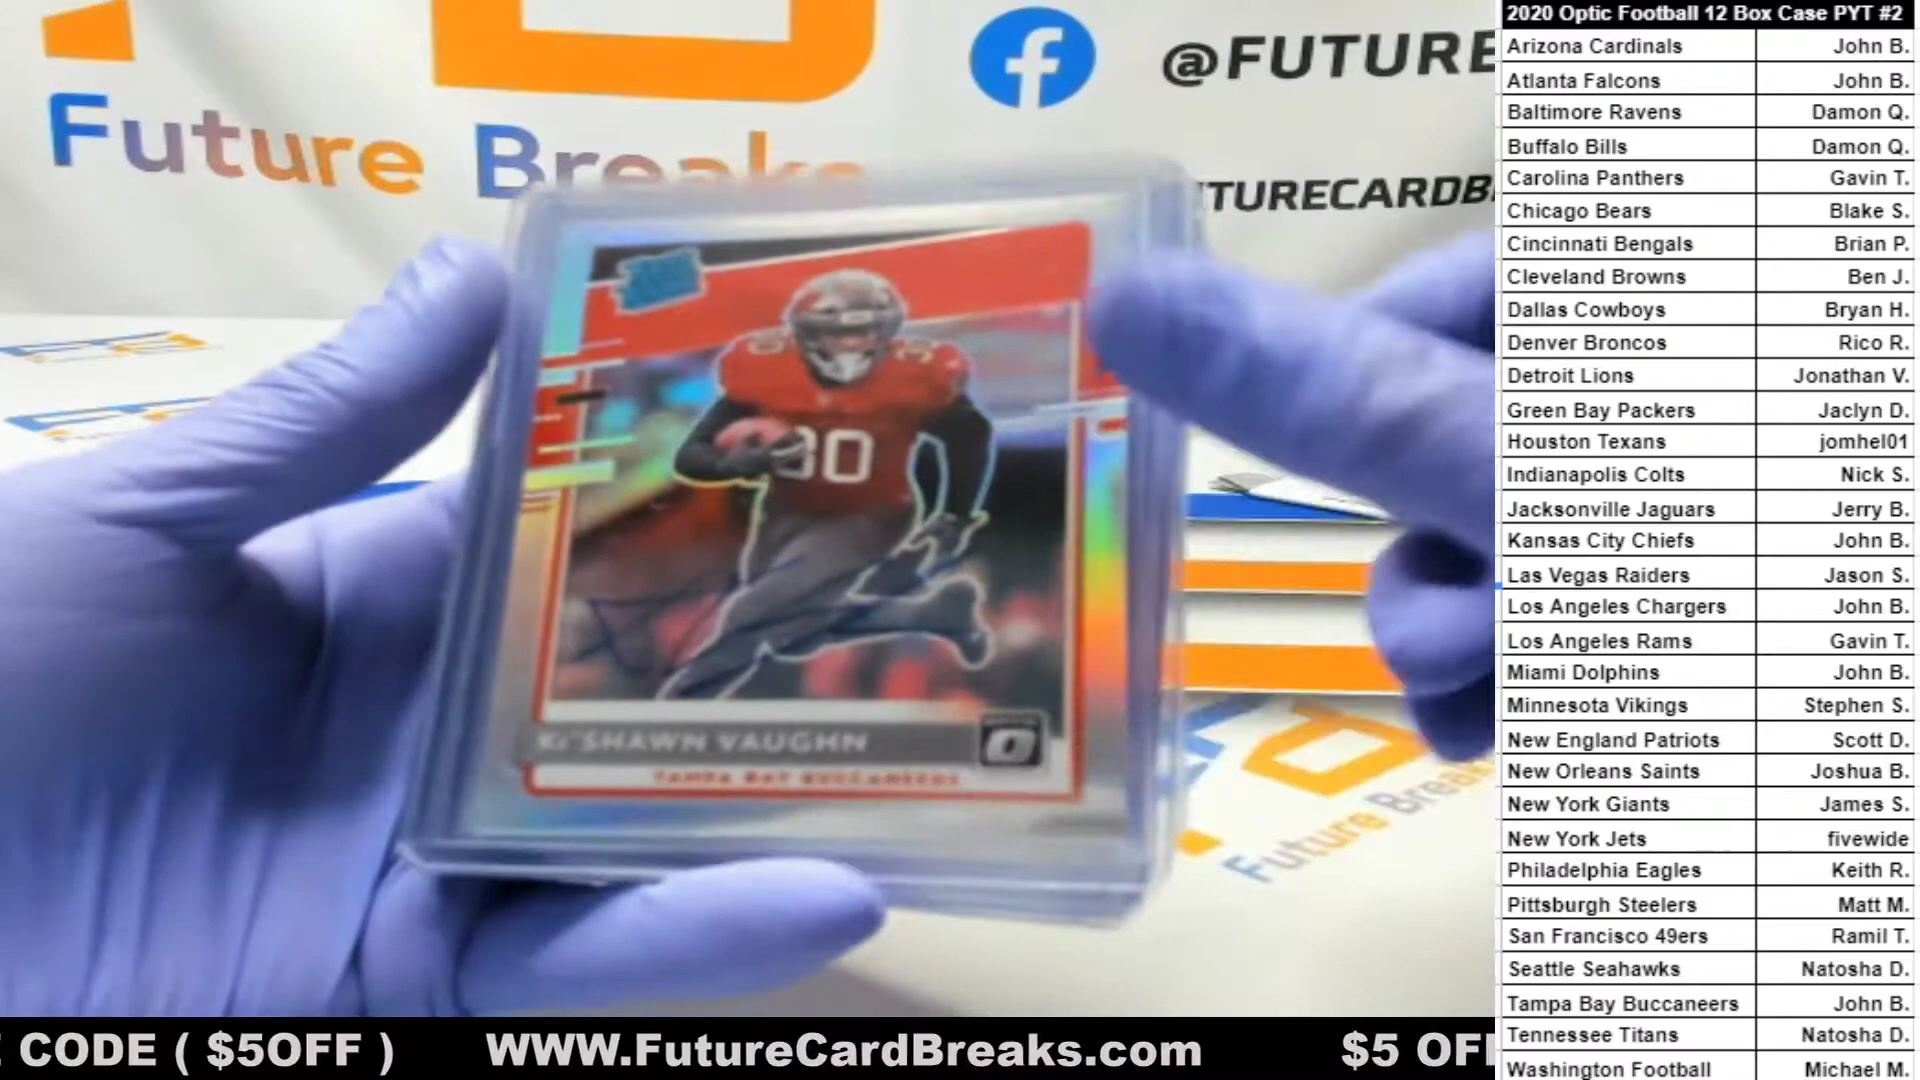 Future Breaks
@FUTURE
TURECARDB
30
KE'SHAWN VAUGHN
TAMPA BAY BUCCANEERS
Future Breaks
E CODE ( $5OFF )
WWW.FutureCardBreaks.com
$5 OFF
2020 Optic Football 12 Box Case PYT #2
Arizona Cardinals John B.
Atlanta Falcons John B.
Baltimore Ravens Damon Q.
Buffalo Bills Damon Q.
Carolina Panthers Gavin T.
Chicago Bears Blake S.
Cincinnati Bengals Brian P.
Cleveland Browns Ben J.
Dallas Cowboys Bryan H.
Denver Broncos Rico R.
Detroit Lions Jonathan V.
Green Bay Packers Jaclyn D.
Houston Texans jomhel01
Indianapolis Colts Nick S.
Jacksonville Jaguars Jerry B.
Kansas City Chiefs John B.
Las Vegas Raiders Jason S.
Los Angeles Chargers John B.
Los Angeles Rams Gavin T.
Miami Dolphins John B.
Minnesota Vikings Stephen S.
New England Patriots Scott D.
New Orleans Saints Joshua B.
New York Giants James S.
New York Jets fivewide
Philadelphia Eagles Keith R.
Pittsburgh Steelers Matt M.
San Francisco 49ers Ramil T.
Seattle Seahawks Natosha D.
Tampa Bay Buccaneers John B.
Tennessee Titans Natosha D.
Washington Football Michael M.